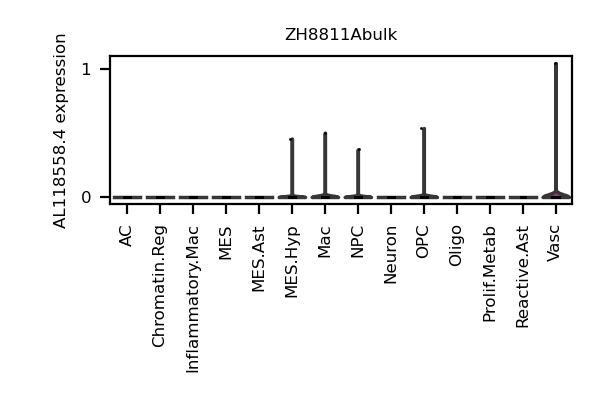 ZH8811Abulk
AL118558.4 expression
1
0
AC
Chromatin.Reg
Inflammatory.Mac
MES
MES.Ast
MES.Hyp
Mac
NPC
Neuron
OPC
Oligo
Prolif.Metab
Reactive.Ast
Vasc